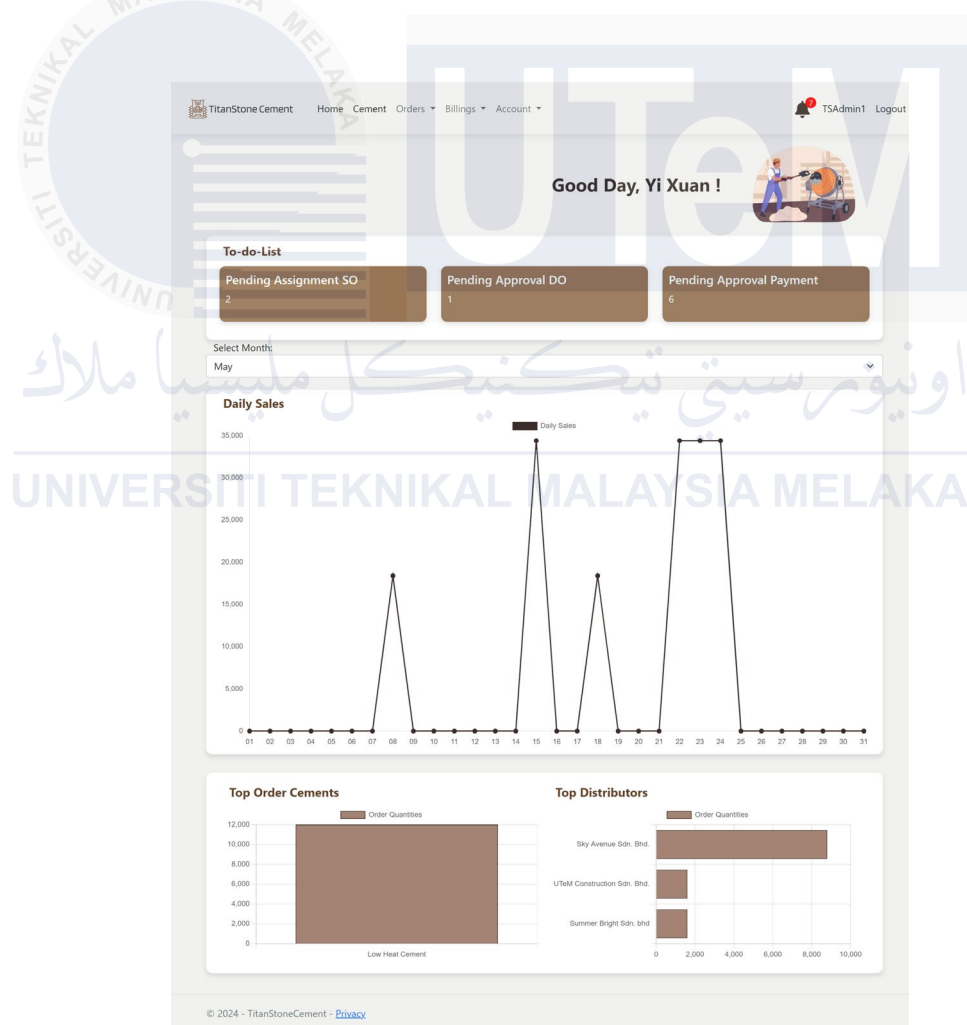 UNIVERSITI TEKNIKAL MALAYSIA MELAKA
UTeM
TitanStone Cement Home Cement Orders Billings Account 7 TSAdmin1 Logout
Good Day, Yi Xuan !
To-do-List
Pending Assignment SO
2
Pending Approval DO
1
Pending Approval Payment
6
Select Month:
May
اونيۏرسيتي تيكنيكل مليسيا ملاك
Daily Sales
Daily Sales
35,000
UNIVERSITI TEKNIKAL MALAYSIA MELAKA
30,000
25,000
20,000
15,000
10,000
5,000
0
01 02 03 04 05 06 07 08 09 10 11 12 13 14 15 16 17 18 19 20 21 22 23 24 25 26 27 28 29 30 31
Top Order Cements
Order Quantities
12,000
10,000
8,000
6,000
4,000
2,000
0
Low Heat Cement
Top Distributors
Order Quantities
Sky Avenue Sdn. Bhd.
UTeM Construction Sdn. Bhd.
Summer Bright Sdn. bhd
0 2,000 4,000 6,000 8,000 10,000
© 2024 - TitanStoneCement - Privacy